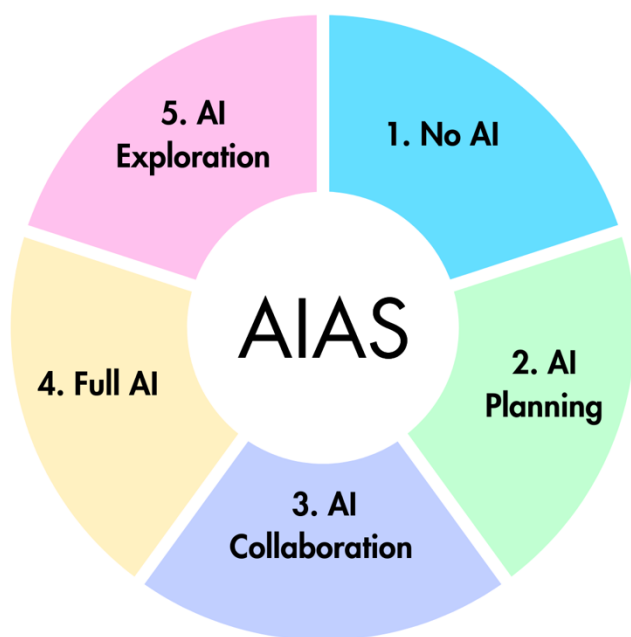 1. No AI
2. AI
Planning
3. AI
Collaboration
4. Full AI
5. AI
Exploration
AIAS